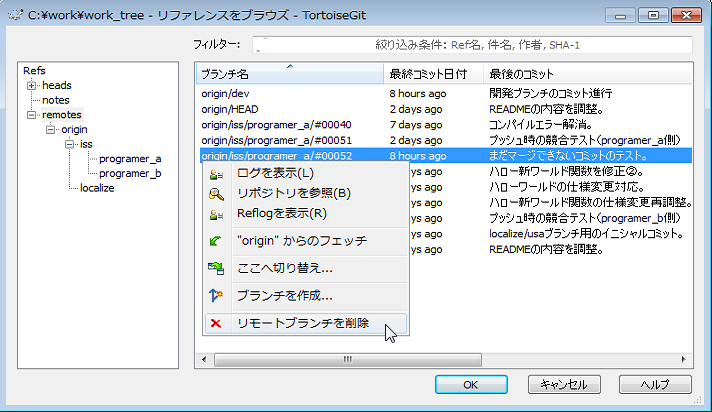 C:¥work¥work_tree - リファレンスをブラウズ - TortoiseGit
フィルター:
絞り込み条件: Ref名, 件名, 作者, SHA-1
Refs
heads
notes
remotes
origin
iss
programer_a
programer_b
localize
ブランチ名 最終コミット日付 最後のコミット
origin/dev 8 hours ago 開発ブランチのコミット進行
origin/HEAD 2 days ago READMEの内容を調整。
origin/iss/programer_a/#00040 7 days ago コンパイルエラー解消。
origin/iss/programer_a/#00051 2 days ago プッシュ時の競合テスト(programer_a側)
origin/iss/programer_a/#00052 8 hours ago まだマージできないコミットのテスト。
ys ago ハロー新ワールド関数を修正②。
ys ago ハローワールドの仕様変更対応。
ys ago ハロー新ワールド関数の仕様変更再調整。
ys ago プッシュ時の競合テスト(programer_b側)
ys ago localize/usaブランチ用のイニシャルコミット。
ys ago READMEの内容を調整。
ログを表示(L)
リポジトリを参照(B)
Reflogを表示(R)
"origin" からのフェッチ
ここへ切り替え...
ブランチを作成...
リモートブランチを削除
OK キャンセル ヘルプ